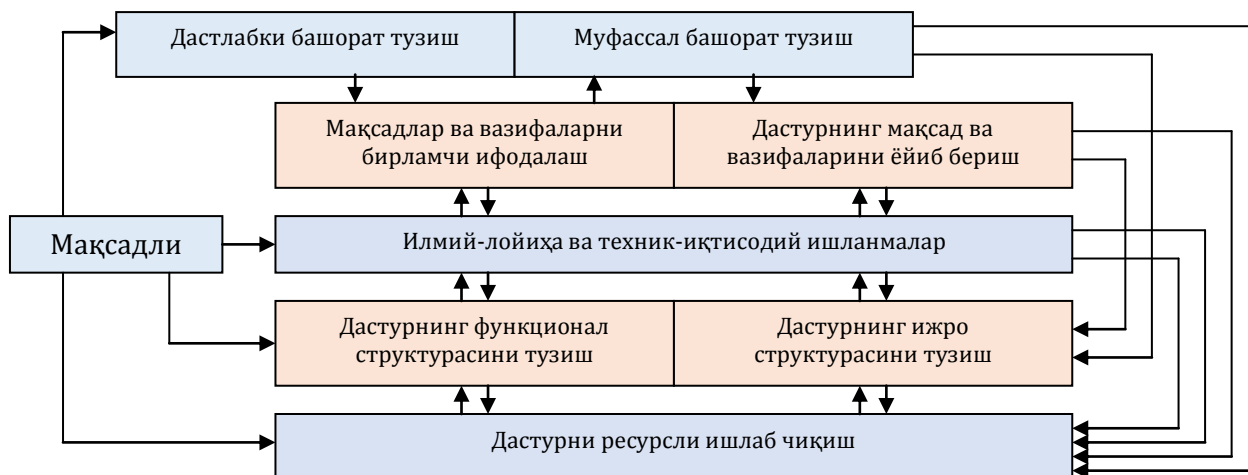 Дастлабки башорат тузиш
Муфассал башорат тузиш
Мақсадлар ва вазифаларни
бирламчи ифодалаш
Дастурнинг мақсад ва
вазифаларини ёйиб бериш
Мақсадли
Илмий-лойиҳа ва техник-иқтисодий ишланмалар
Дастурнинг функционал
структурасини тузиш
Дастурнинг ижро
структурасини тузиш
Дастурни ресурсли ишлаб чиқиш